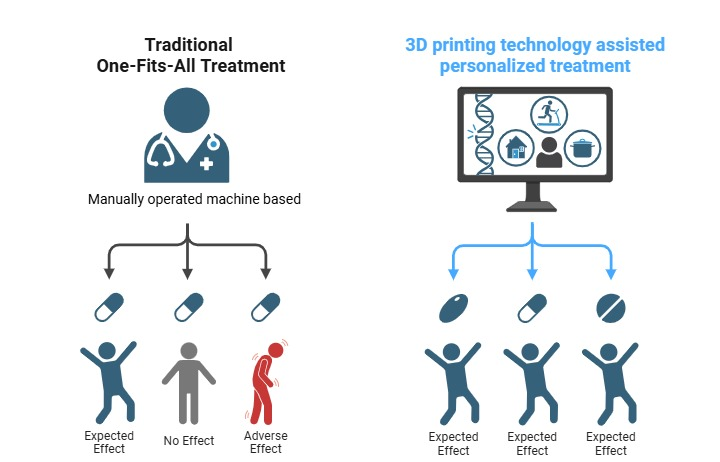 Traditional
One-Fits-All Treatment
Manually operated machine based
Expected
Effect
No Effect
Adverse
Effect
3D printing technology assisted
personalized treatment
Expected
Effect
Expected
Effect
Expected
Effect